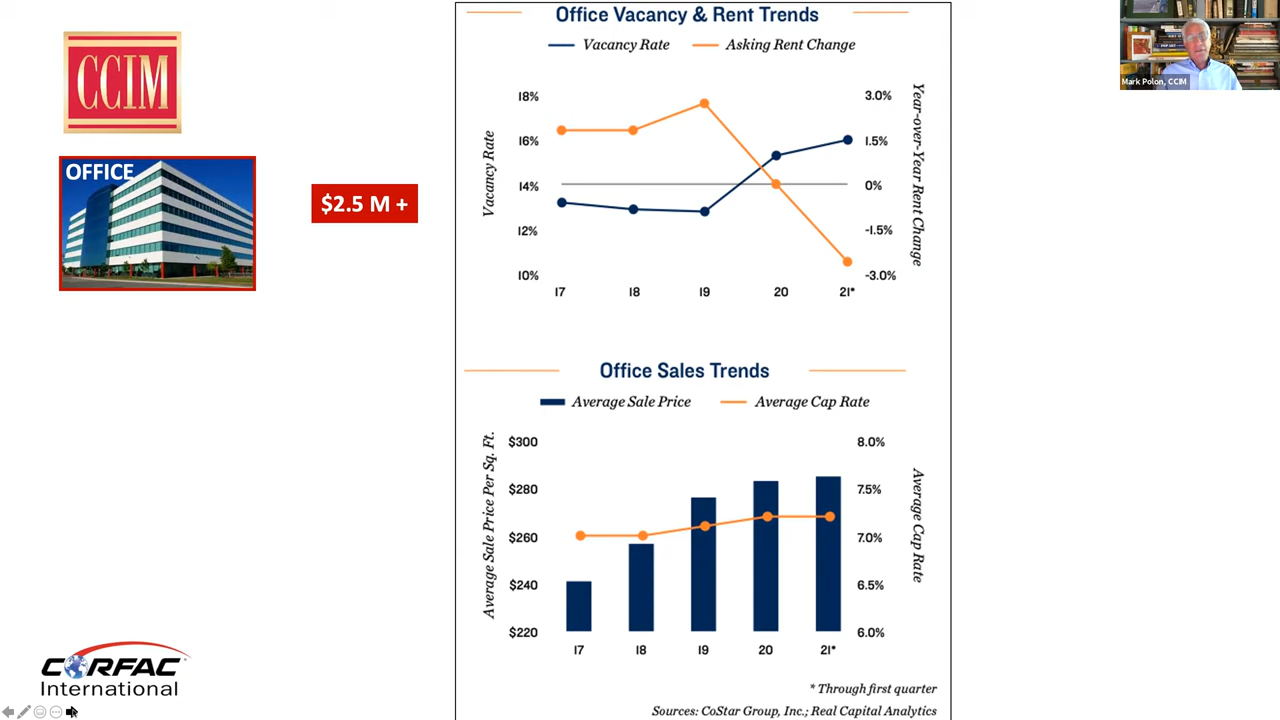 CCIM
OFFICE
$2.5 M +
Office Vacancy & Rent Trends
Vacancy Rate
Asking Rent Change
18%
16%
14%
12%
10%
Vacancy Rate
3.0%
1.5%
0%
-1.5%
-3.0%
Year-over-Year Rent Change
17
18
19
20
21*
Office Sales Trends
Average Sale Price
Average Cap Rate
$300
$280
$260
$240
$220
Average Sale Price Per Sq. Ft.
8.0%
7.5%
7.0%
6.5%
6.0%
Average Cap Rate
17
18
19
20
21*
* Through first quarter
Sources: CoStar Group, Inc.; Real Capital Analytics
CORFAC
International
Mark Polon, CCIM